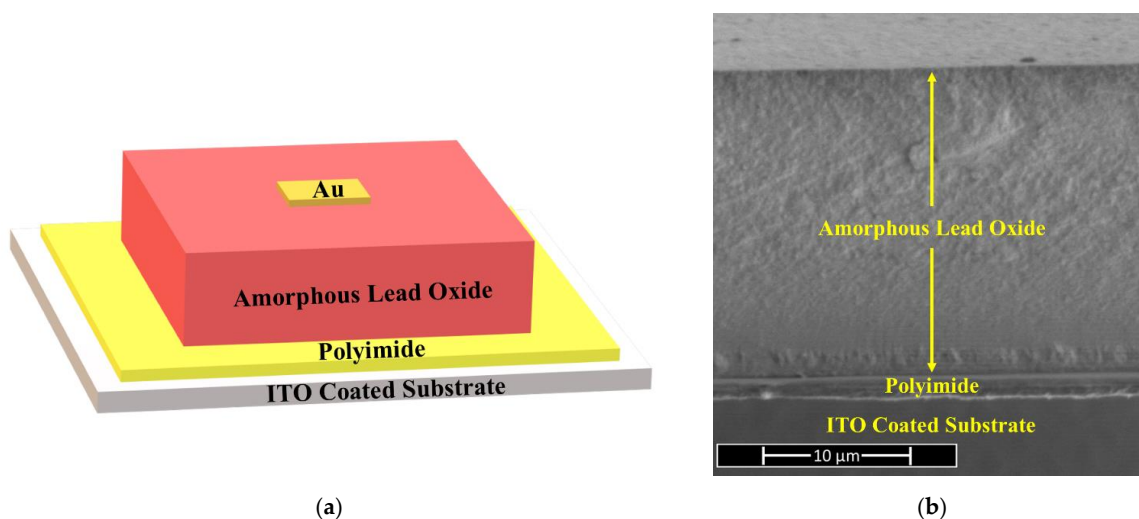 Au
Amorphous Lead Oxide
Polyimide
ITO Coated Substrate
(a)
Amorphous Lead Oxide
Polyimide
ITO Coated Substrate
10 μm
(b)